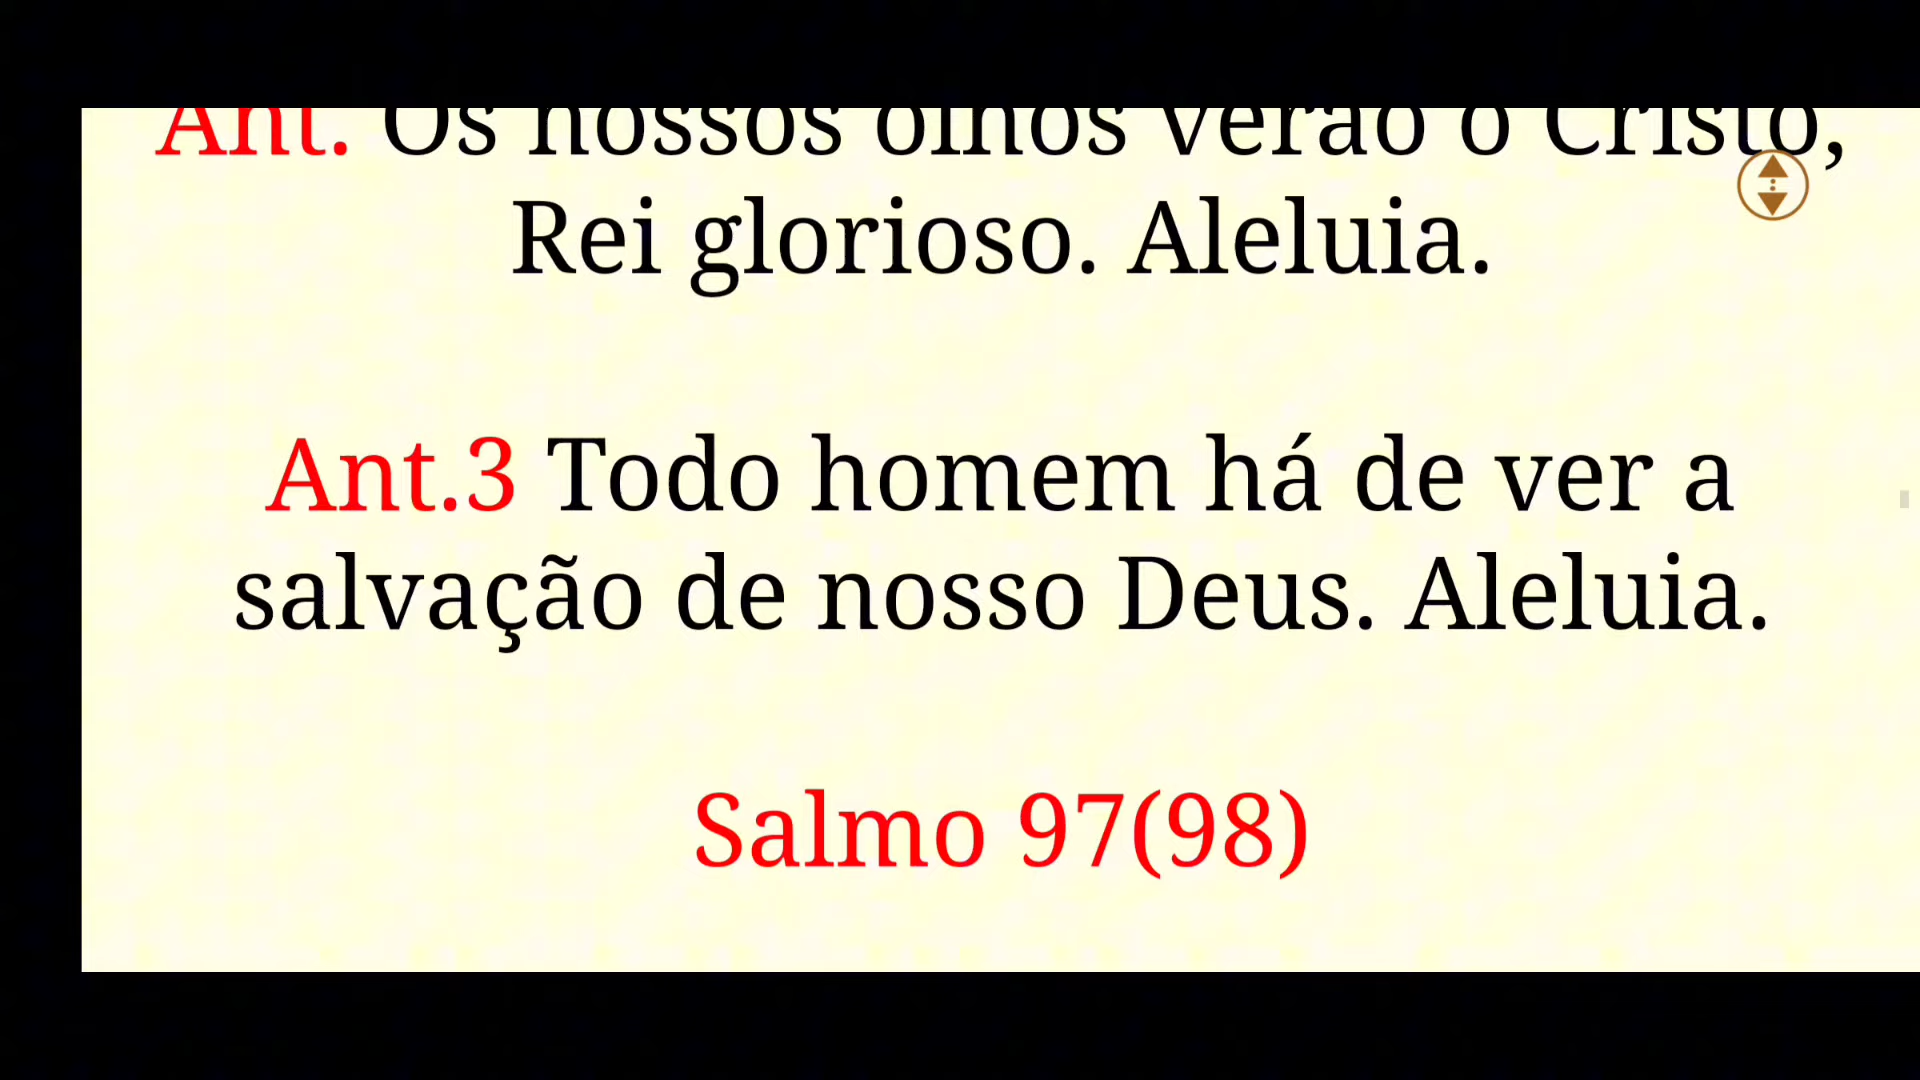 Ant. Os nossos olhos verão o Cristo,
Rei glorioso. Aleluia.
Ant.3 Todo homem há de ver a
salvação de nosso Deus. Aleluia.
Salmo 97(98)